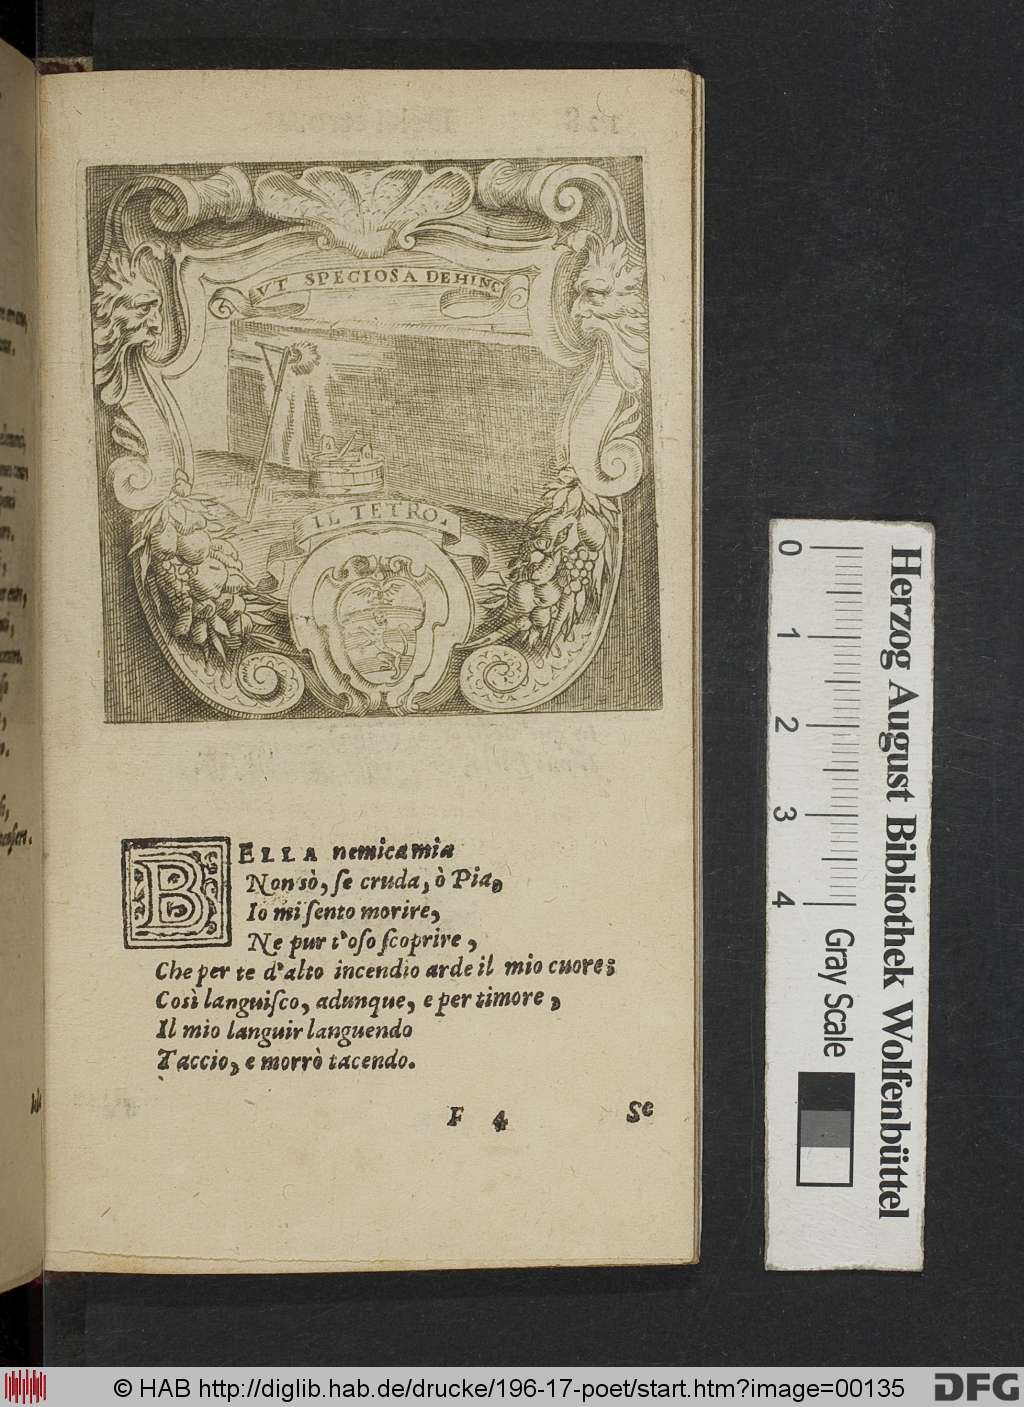 VT SPECIOSA DEHINC
IL TETRO.
BELLA nemica mia
Non sò, ſe cruda, ò Pia,
Io mi ſento morire,
Ne pur t'oſo ſcoprire,
Che per te d'alto incendio arde il mio cuore;
Così languiſco, adunque, e per timore,
Il mio languir languendo
Taccio, e morrò tacendo.
F 4 Se
0 1 2 3 4
Herzog August Bibliothek Wolfenbüttel
Gray Scale
© HAB http://diglib.hab.de/drucke/196-17-poet/start.htm?image=00135
DFG